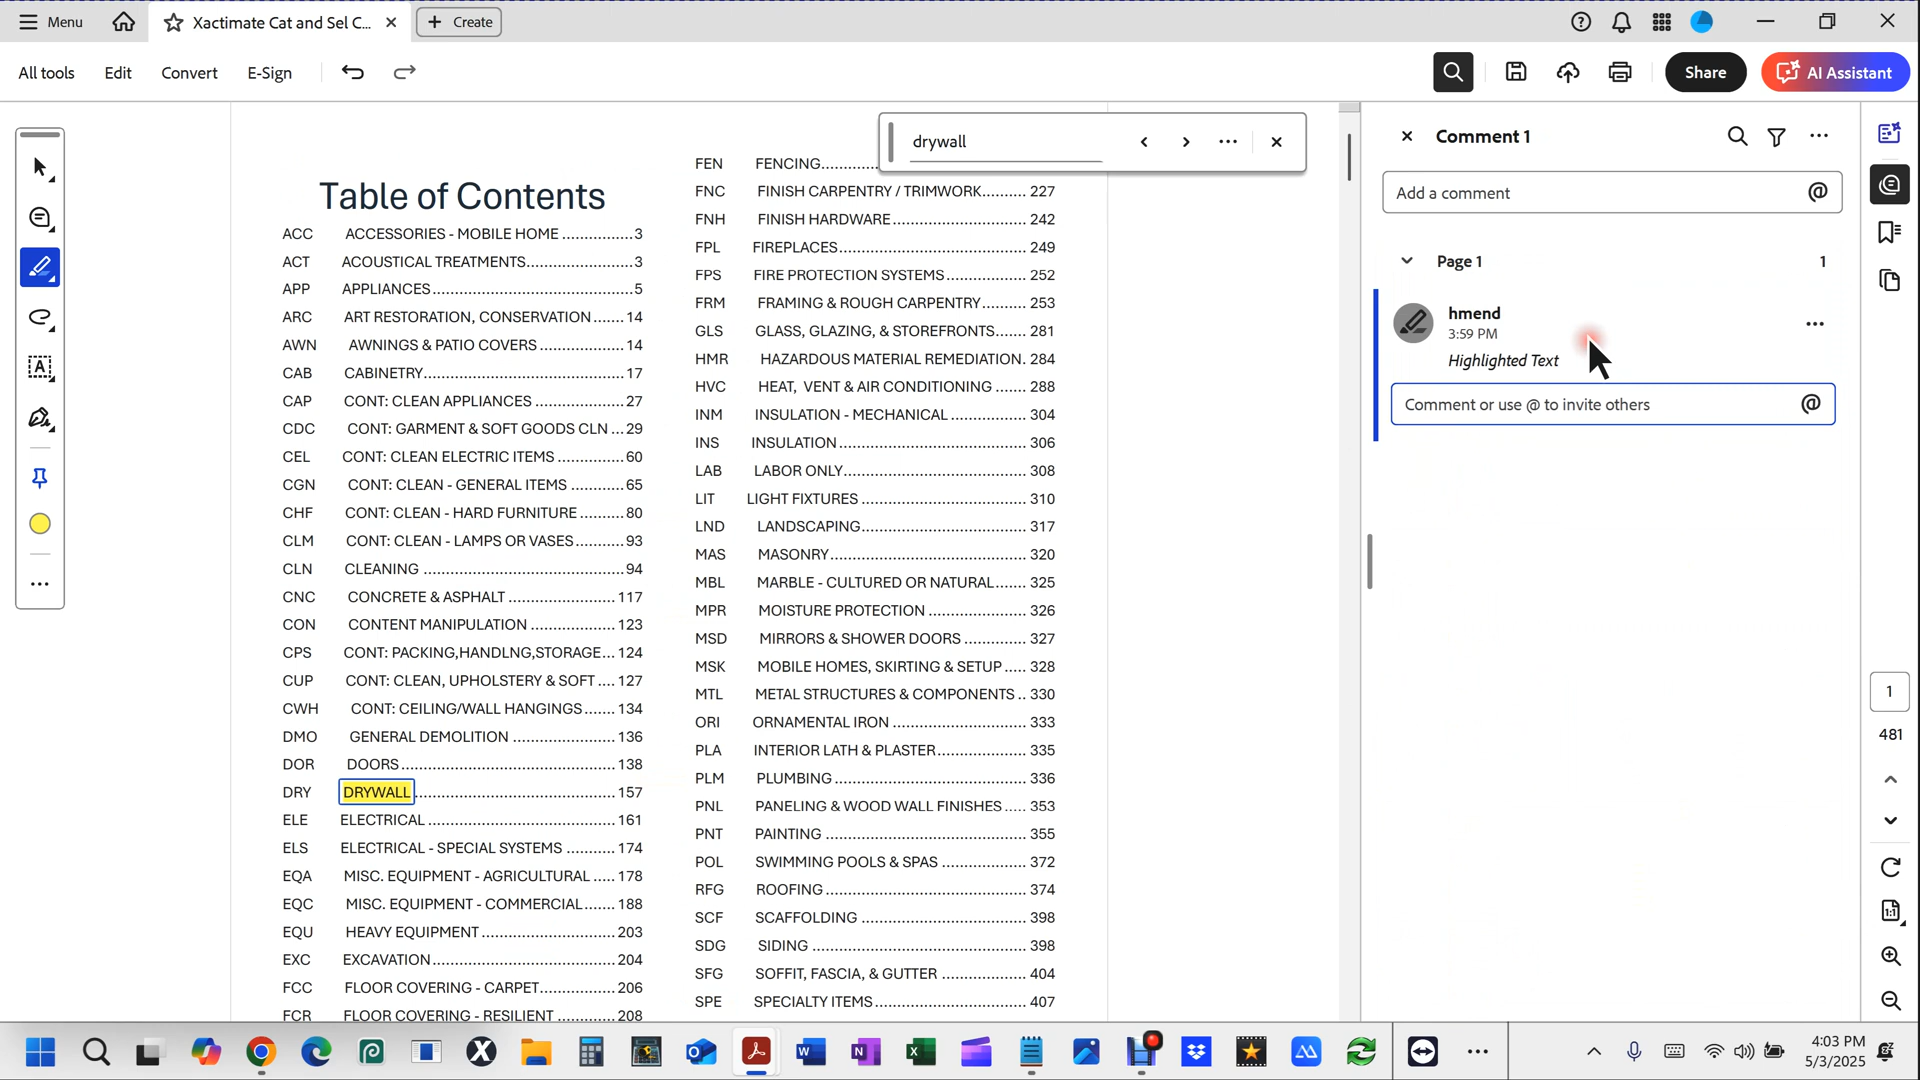 Menu
Xactimate Cat and Sel C...
Create
All tools
Edit
Convert
E-Sign
Share
AI Assistant
drywall
Table of Contents
ACC ACCESSORIES - MOBILE HOME ...............3
ACT ACOUSTICAL TREATMENTS.......................3
APP APPLIANCES...............................................5
ARC ART RESTORATION, CONSERVATION.......14
AWN AWNINGS & PATIO COVERS ...................14
CAB CABINETRY.............................................17
CAP CONT: CLEAN APPLIANCES ....................27
CDC CONT: GARMENT & SOFT GOODS CLN ...29
CEL CONT: CLEAN ELECTRIC ITEMS ...............60
CGN CONT: CLEAN - GENERAL ITEMS ............65
CHF CONT: CLEAN - HARD FURNITURE ..........80
CLM CONT: CLEAN - LAMPS OR VASES...........93
CLN CLEANING .............................................94
CNC CONCRETE & ASPHALT .........................117
CON CONTENT MANIPULATION ...................123
CPS CONT: PACKING,HANDLNG,STORAGE...124
CUP CONT: CLEAN, UPHOLSTERY & SOFT ....127
CWH CONT: CEILING/WALL HANGINGS.......134
DMO GENERAL DEMOLITION .......................136
DOR DOORS................................................138
DRY DRYWALL..............................................157
ELE ELECTRICAL ..........................................161
ELS ELECTRICAL - SPECIAL SYSTEMS ...........174
EQA MISC. EQUIPMENT - AGRICULTURAL .....178
EQC MISC. EQUIPMENT - COMMERCIAL.......188
EQU HEAVY EQUIPMENT ..............................203
EXC EXCAVATION.........................................204
FCC FLOOR COVERING - CARPET.................206
FCR FLOOR COVERING - RESILIENT .............208
FEN FENCING............
FNC FINISH CARPENTRY / TRIMWORK..........227
FNH FINISH HARDWARE..............................242
FPL FIREPLACES..........................................249
FPS FIRE PROTECTION SYSTEMS..................252
FRM FRAMING & ROUGH CARPENTRY..........253
GLS GLASS, GLAZING, & STOREFRONTS.......281
HMR HAZARDOUS MATERIAL REMEDIATION. 284
HVC HEAT, VENT & AIR CONDITIONING ......288
INM INSULATION - MECHANICAL .................304
INS INSULATION..........................................306
LAB LABOR ONLY.........................................308
LIT LIGHT FIXTURES ....................................310
LND LANDSCAPING.....................................317
MAS MASONRY............................................320
MBL MARBLE - CULTURED OR NATURAL.......325
MPR MOISTURE PROTECTION .....................326
MSD MIRRORS & SHOWER DOORS ..............327
MSK MOBILE HOMES, SKIRTING & SETUP .....328
MTL METAL STRUCTURES & COMPONENTS ..330
ORI ORNAMENTAL IRON ..............................333
PLA INTERIOR LATH & PLASTER....................335
PLM PLUMBING ...........................................336
PNL PANELING & WOOD WALL FINISHES .....353
PNT PAINTING .............................................355
POL SWIMMING POOLS & SPAS ..................372
RFG ROOFING.............................................374
SCF SCAFFOLDING ......................................398
SDG SIDING ................................................398
SFG SOFFIT, FASCIA, & GUTTER ...................404
SPE SPECIALTY ITEMS..................................407
Comment 1
Add a comment
Page 1 1
hmend
3:59 PM
Highlighted Text
Comment or use @ to invite others
1
481
4:03 PM
5/3/2025